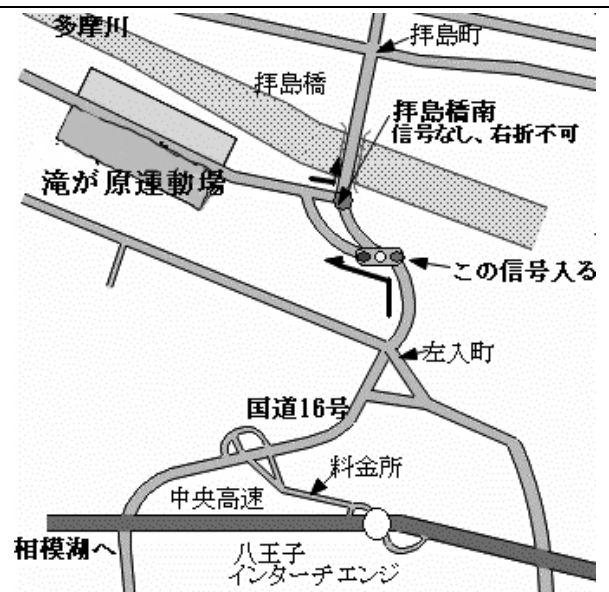 多摩川
拝島町
拝島橋
拝島橋南
信号なし、右折不可
滝が原運動場
この信号入る
左入町
国道16号
料金所
中央高速
相模湖へ
八王子
インターチェンジ